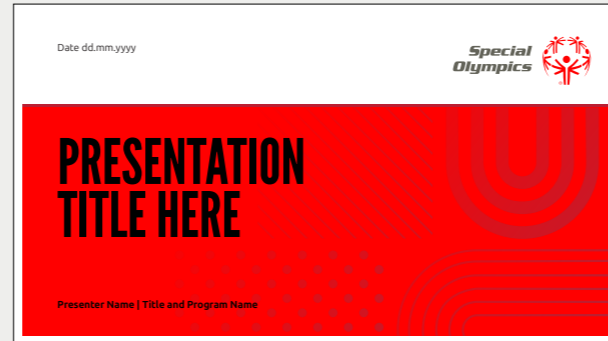 Date dd.mm.yyyy
Special
Olympics
PRESENTATION
TITLE HERE
Presenter Name | Title and Program Name